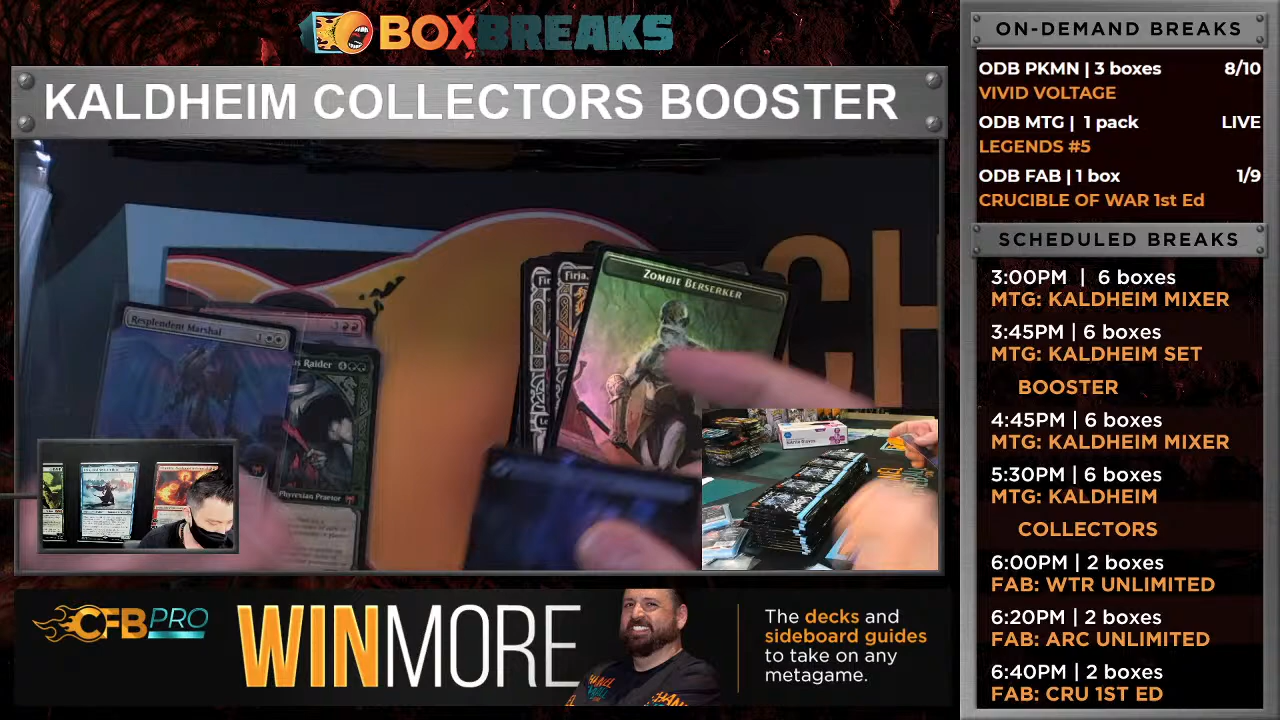 BOXBREAKS
KALDHEIM COLLECTORS BOOSTER
Resplendent Marshal
Raider
Phyrexian Praetor
Firja,
ZOMBIE BERSERKER
CH
CFBPRO
WINMORE
The decks and
sideboard guides
to take on any
metagame.
ON-DEMAND BREAKS
ODB PKMN | 3 boxes 8/10
VIVID VOLTAGE
ODB MTG | 1 pack LIVE
LEGENDS #5
ODB FAB | 1 box 1/9
CRUCIBLE OF WAR 1st Ed
SCHEDULED BREAKS
3:00PM | 6 boxes
MTG: KALDHEIM MIXER
3:45PM | 6 boxes
MTG: KALDHEIM SET
BOOSTER
4:45PM | 6 boxes
MTG: KALDHEIM MIXER
5:30PM | 6 boxes
MTG: KALDHEIM
COLLECTORS
6:00PM | 2 boxes
FAB: WTR UNLIMITED
6:20PM | 2 boxes
FAB: ARC UNLIMITED
6:40PM | 2 boxes
FAB: CRU 1ST ED